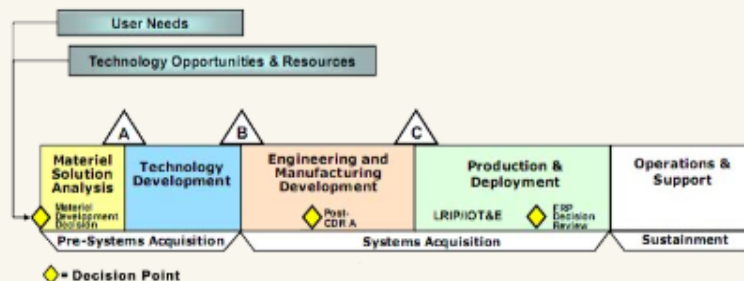 User Needs
Technology Opportunities & Resources
A
B
C
Materiel
Solution
Analysis
Technology
Development
Engineering and
Manufacturing
Development
Production &
Deployment
Operations &
Support
Materiel
Development
Decision
Post-
CDR A
LRIP/IOT&E
FRP
Decision
Review
Pre-Systems Acquisition
Systems Acquisition
Sustainment
= Decision Point